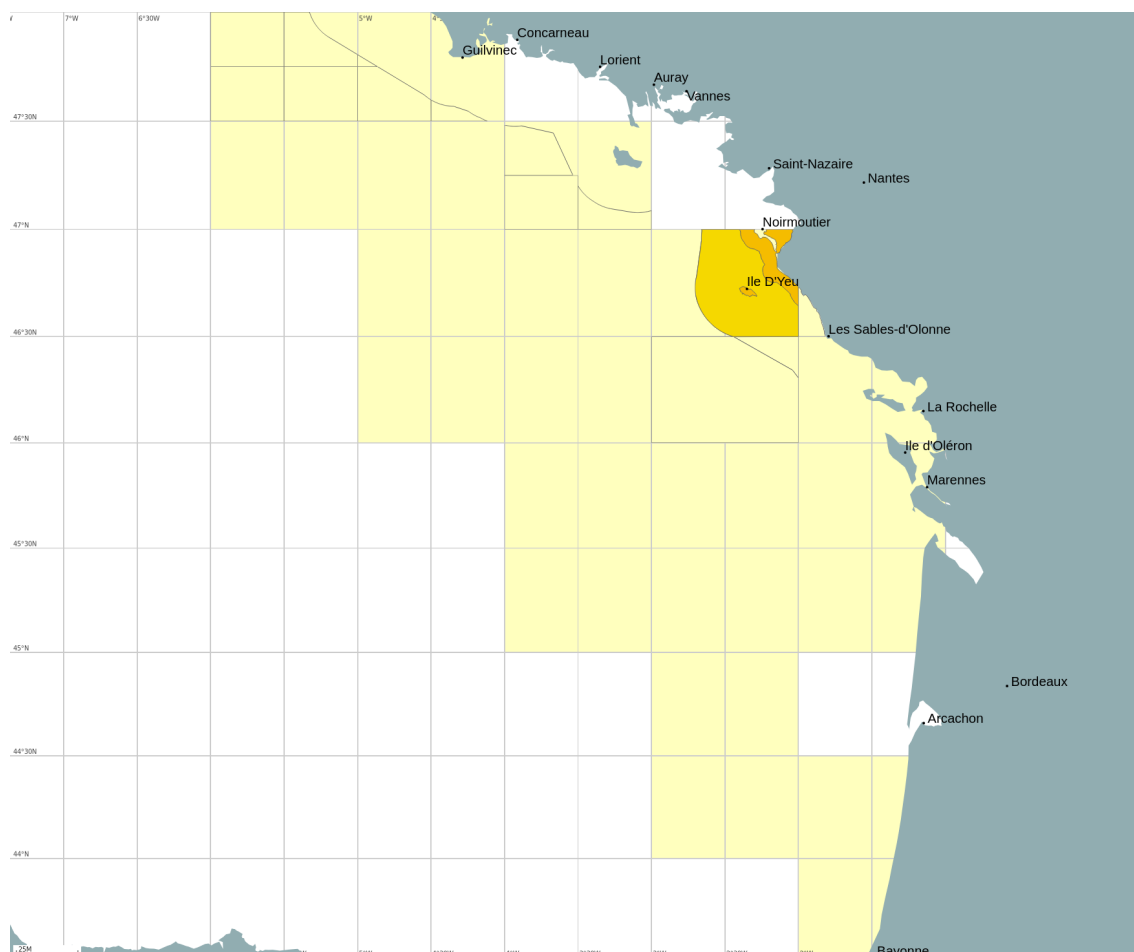 7°W
6°30W
5°W
Concarneau
Guilvinec
Lorient
Auray
Vannes
47°30N
Saint-Nazaire
Nantes
47°N
Noirmoutier
Ile D'Yeu
46°30N
Les Sables-d'Olonne
La Rochelle
46°N
Ile d'Oléron
Marennes
45°30N
45°N
Bordeaux
Arcachon
44°30N
44°N
Bayonne